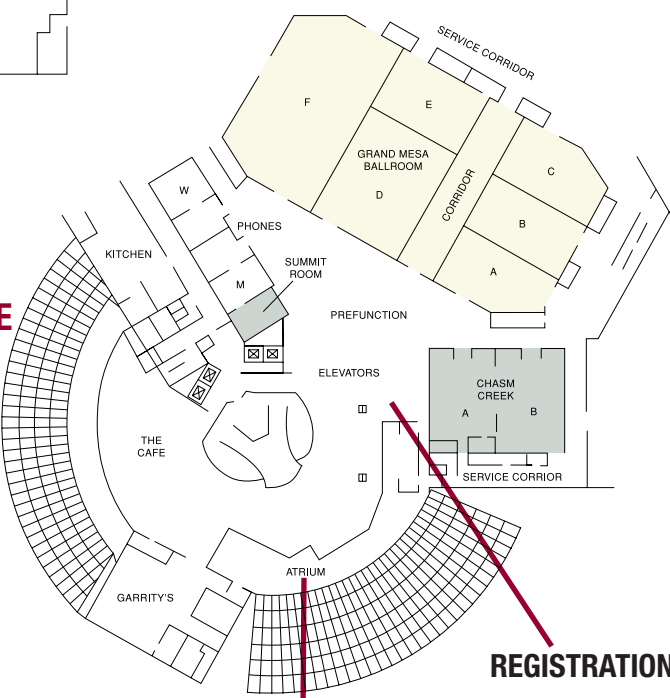 SERVICE CORRIDOR
F
E
GRAND MESA
BALLROOM
D
CORRIDOR
C
B
A
W
PHONES
KITCHEN
SUMMIT
ROOM
M
E
PREFUNCTION
ELEVATORS
CHASM
CREEK
A
B
THE
CAFE
SERVICE CORRIOR
ATRIUM
GARRITY'S
REGISTRATION